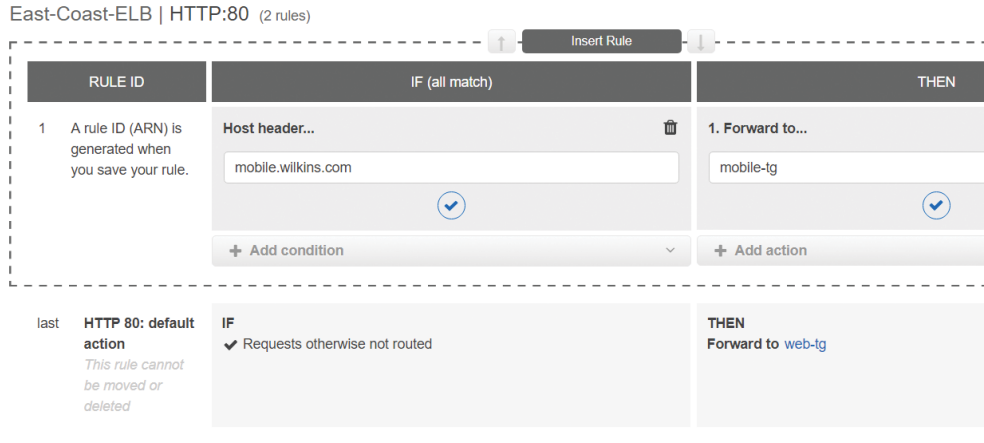 East-Coast-ELB | HTTP:80 (2 rules)
Insert Rule
RULE ID
IF (all match)
THEN
1
A rule ID (ARN) is
generated when
you save your rule.
Host header...
mobile.wilkins.com
Add condition
1. Forward to...
mobile-tg
Add action
last
HTTP 80: default
action
This rule cannot
be moved or
deleted
IF
Requests otherwise not routed
THEN
Forward to web-tg